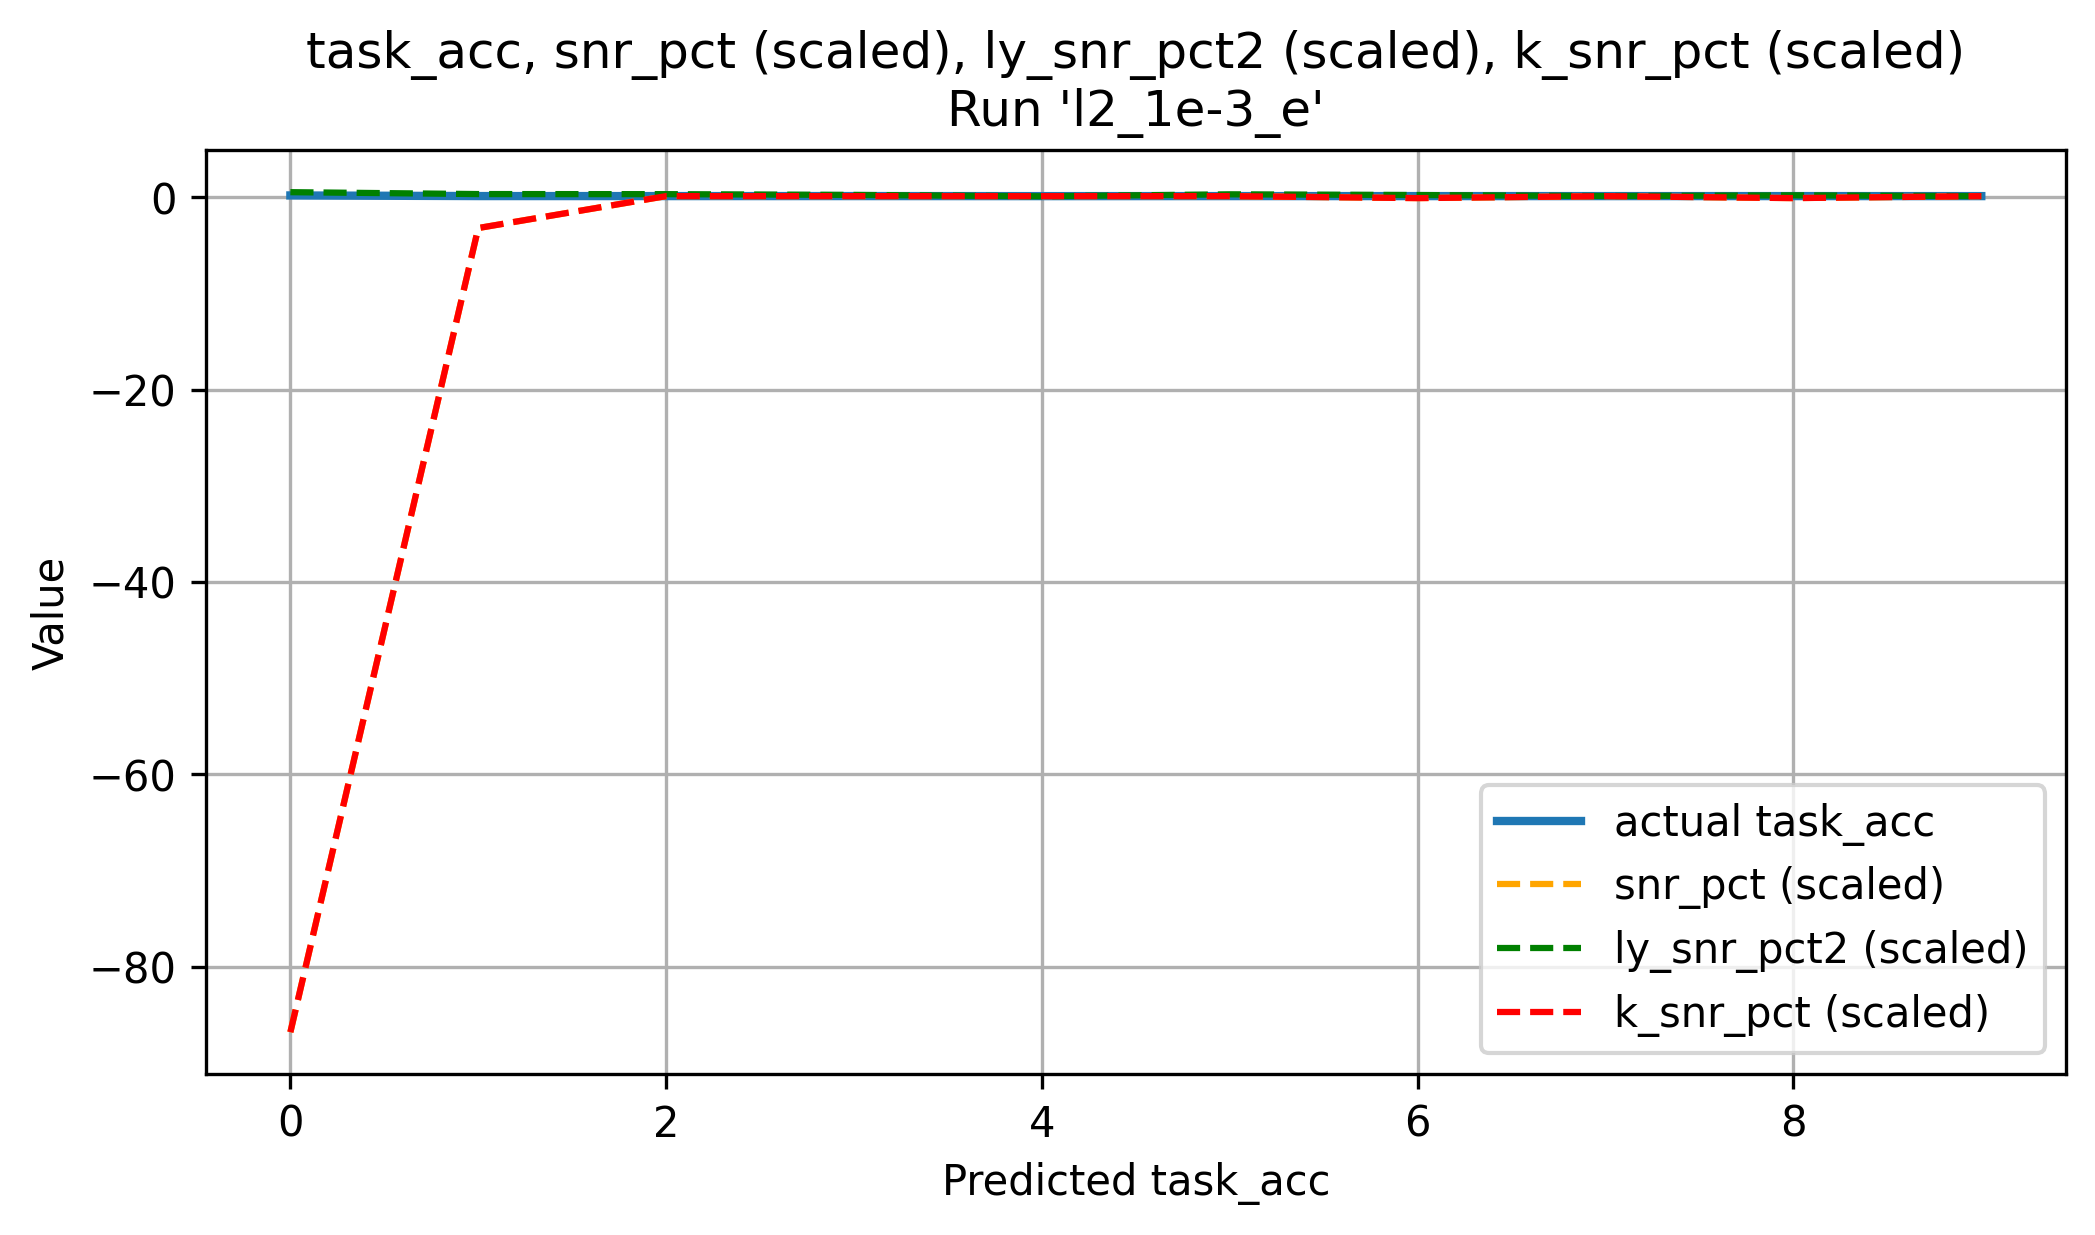 task_acc, snr_pct (scaled), ly_snr_pct2 (scaled), k_snr_pct (scaled)
Run 'l2_1e-3_e'
0
−20
−40
−60
−80
Value
actual task_acc
snr_pct (scaled)
ly_snr_pct2 (scaled)
k_snr_pct (scaled)
0 2 4 6 8
Predicted task_acc